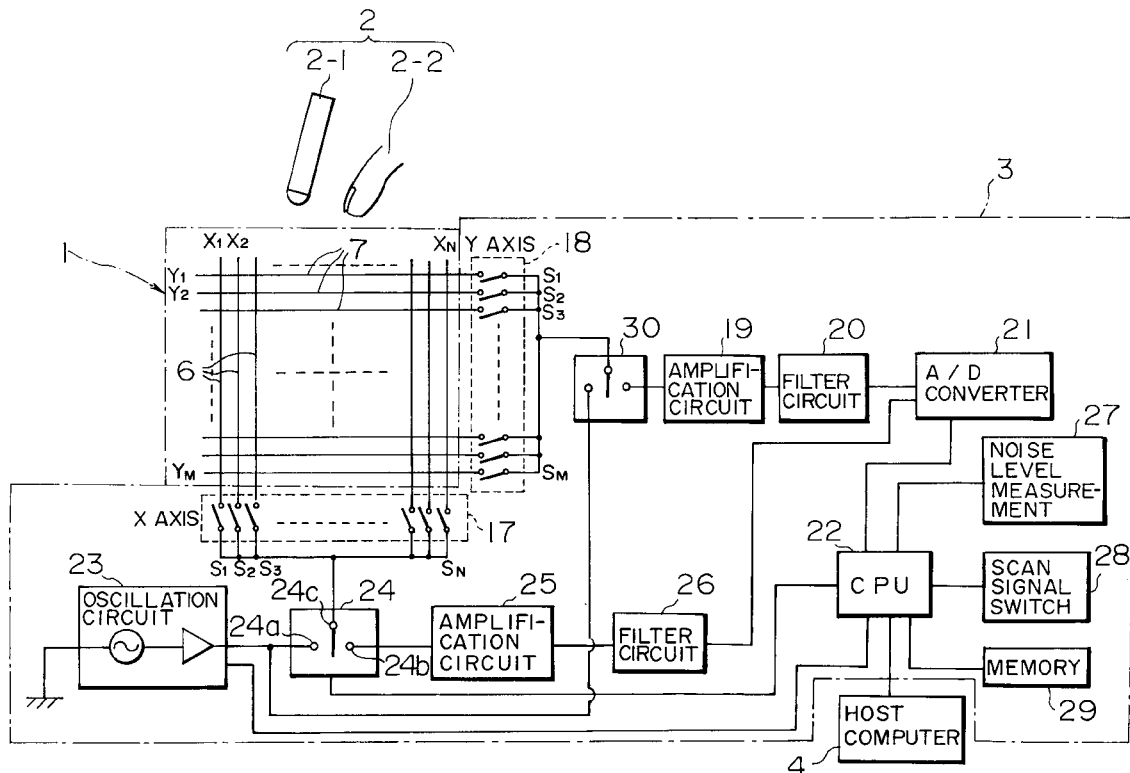 2
2-1
2-2
3
1
X1 X2
7
XN
Y AXIS
18
Y1
Y2
S1
S2
S3
6
30
19
20
21
AMPLIFI-
CATION
CIRCUIT
FILTER
CIRCUIT
A/D
CONVERTER
27
NOISE
LEVEL
MEASURE-
MENT
YM
SM
X AXIS
17
S1 S2 S3
SN
22
CPU
SCAN
SIGNAL
SWITCH
28
23
OSCILLATION
CIRCUIT
24a
24c
24
24b
25
AMPLIFI-
CATION
CIRCUIT
26
FILTER
CIRCUIT
MEMORY
29
HOST
COMPUTER
4